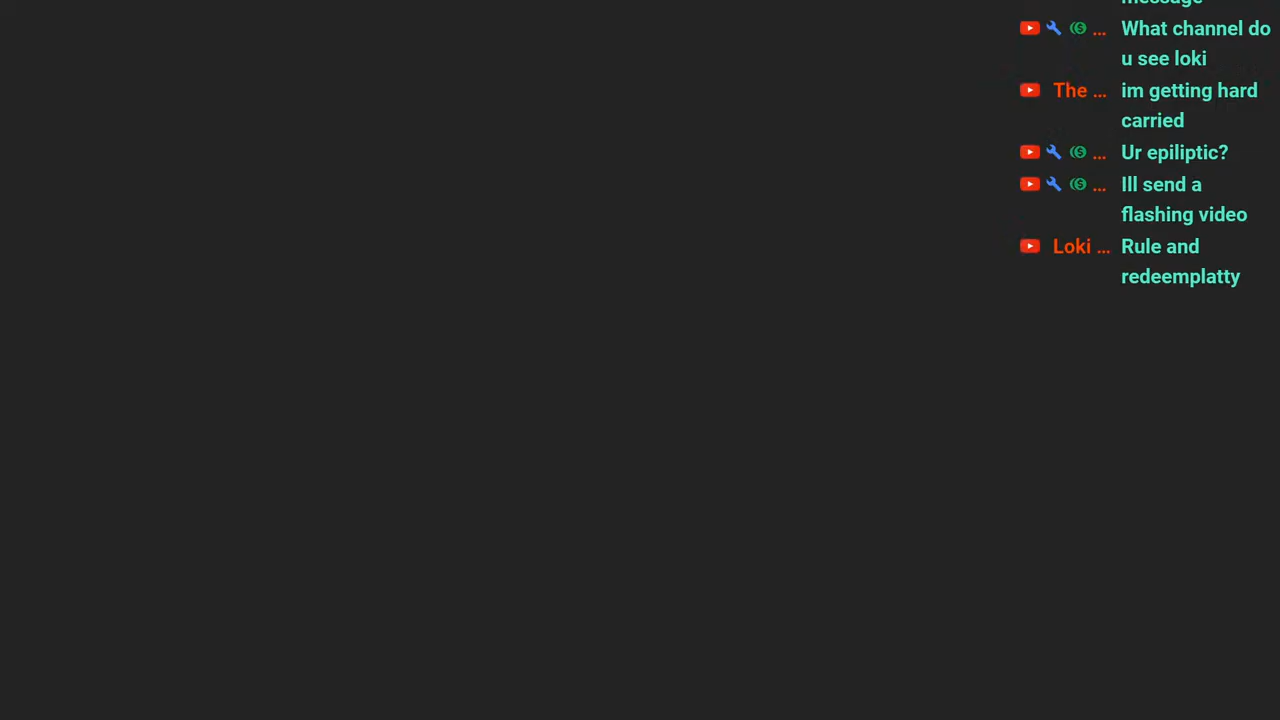 message
... What channel do
u see loki
The ... im getting hard
carried
... Ur epiliptic?
... Ill send a
flashing video
Loki ... Rule and
redeemplatty